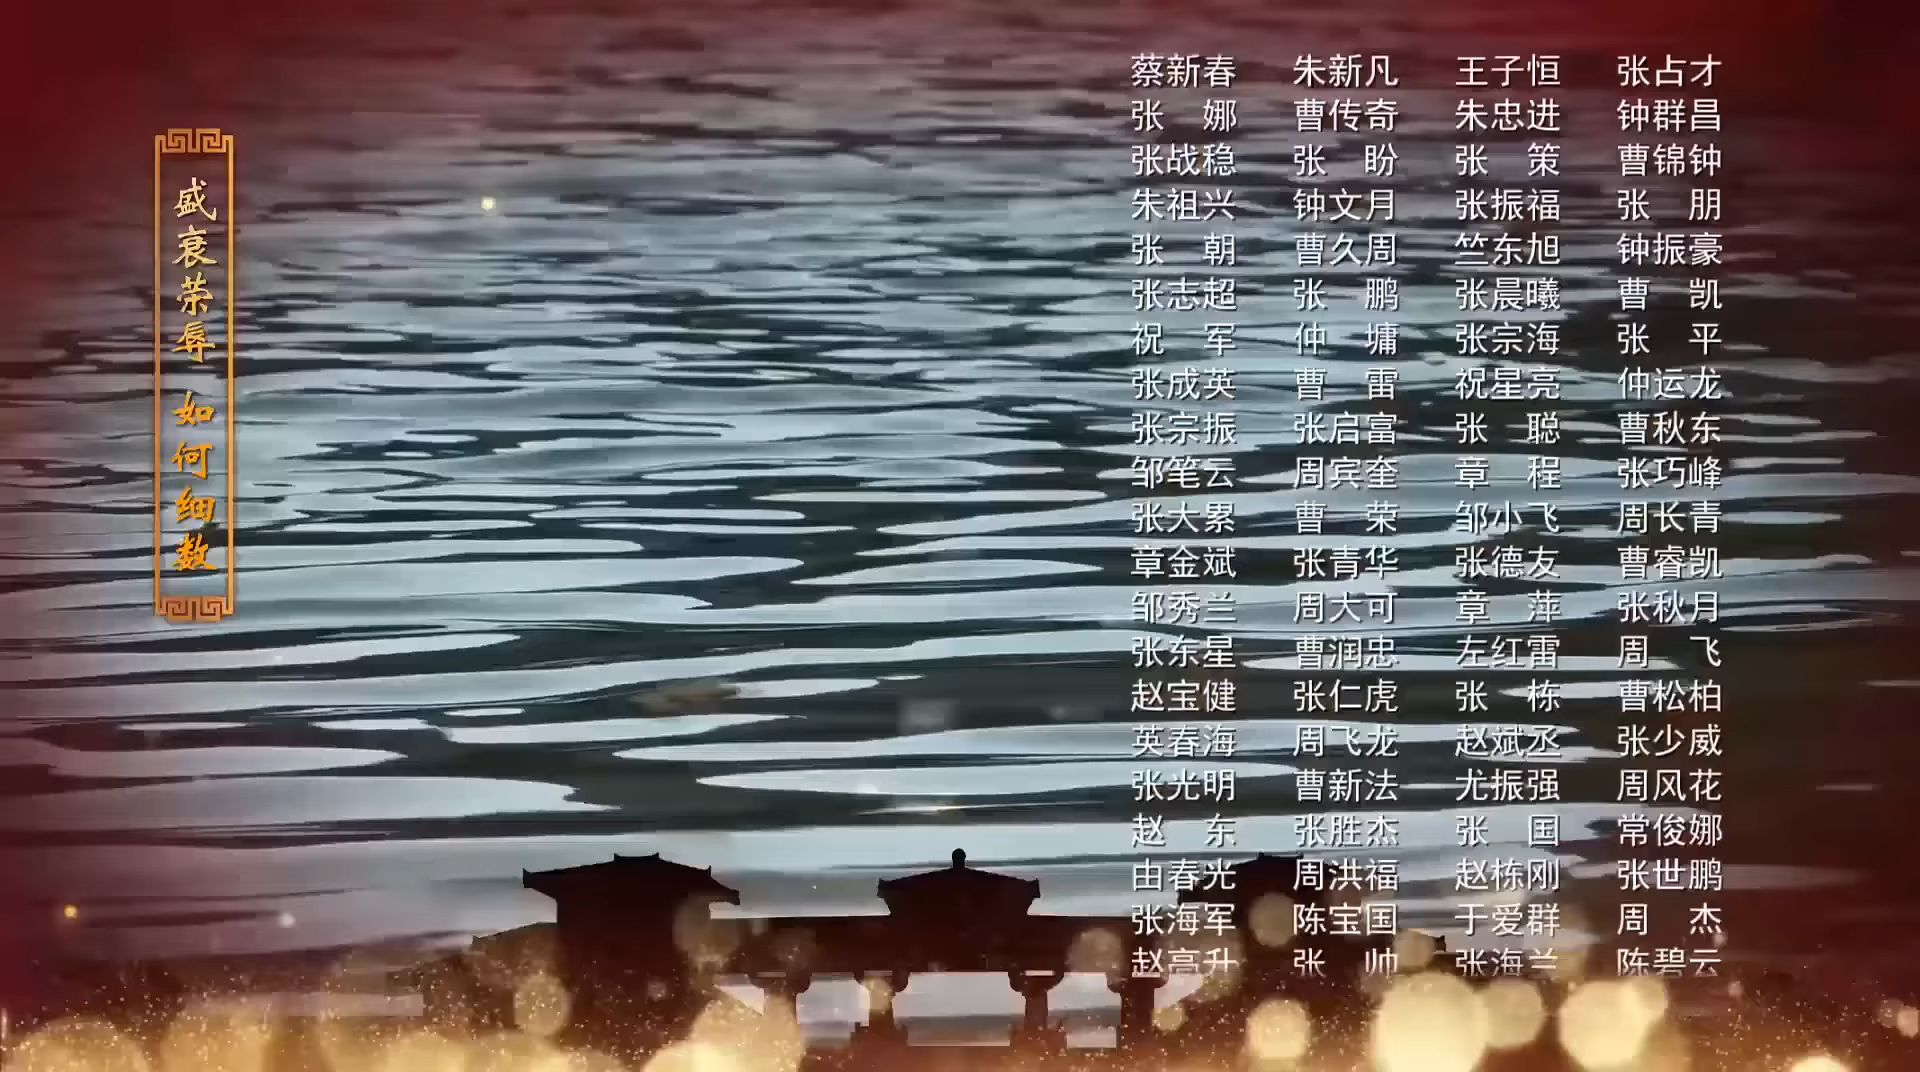 盛衰荣辱 如何细数
蔡新春 朱新凡 王子恒 张占才
张 娜 曹传奇 朱忠进 钟群昌
张战稳 张 盼 张 策 曹锦钟
朱祖兴 钟文月 张振福 张 朋
张 朝 曹久周 竺东旭 钟振豪
张志超 张 鹏 张晨曦 曹 凯
祝 军 仲 墉 张宗海 张 平
张成英 曹 雷 祝星亮 仲运龙
张宗振 张启富 张 聪 曹秋东
邹笔云 周宾奎 章 程 张巧峰
张大累 曹 荣 邹小飞 周长青
章金斌 张青华 张德友 曹睿凯
邹秀兰 周大可 章 萍 张秋月
张东星 曹润忠 左红雷 周 飞
赵宝健 张仁虎 张 栋 曹松柏
英春海 周飞龙 赵斌丞 张少威
张光明 曹新法 尤振强 周风花
赵 东 张胜杰 张 国 常俊娜
由春光 周洪福 赵栋刚 张世鹏
张海军 陈宝国 于爱群 周 杰
赵高升 张 帅 张海兰 陈碧云